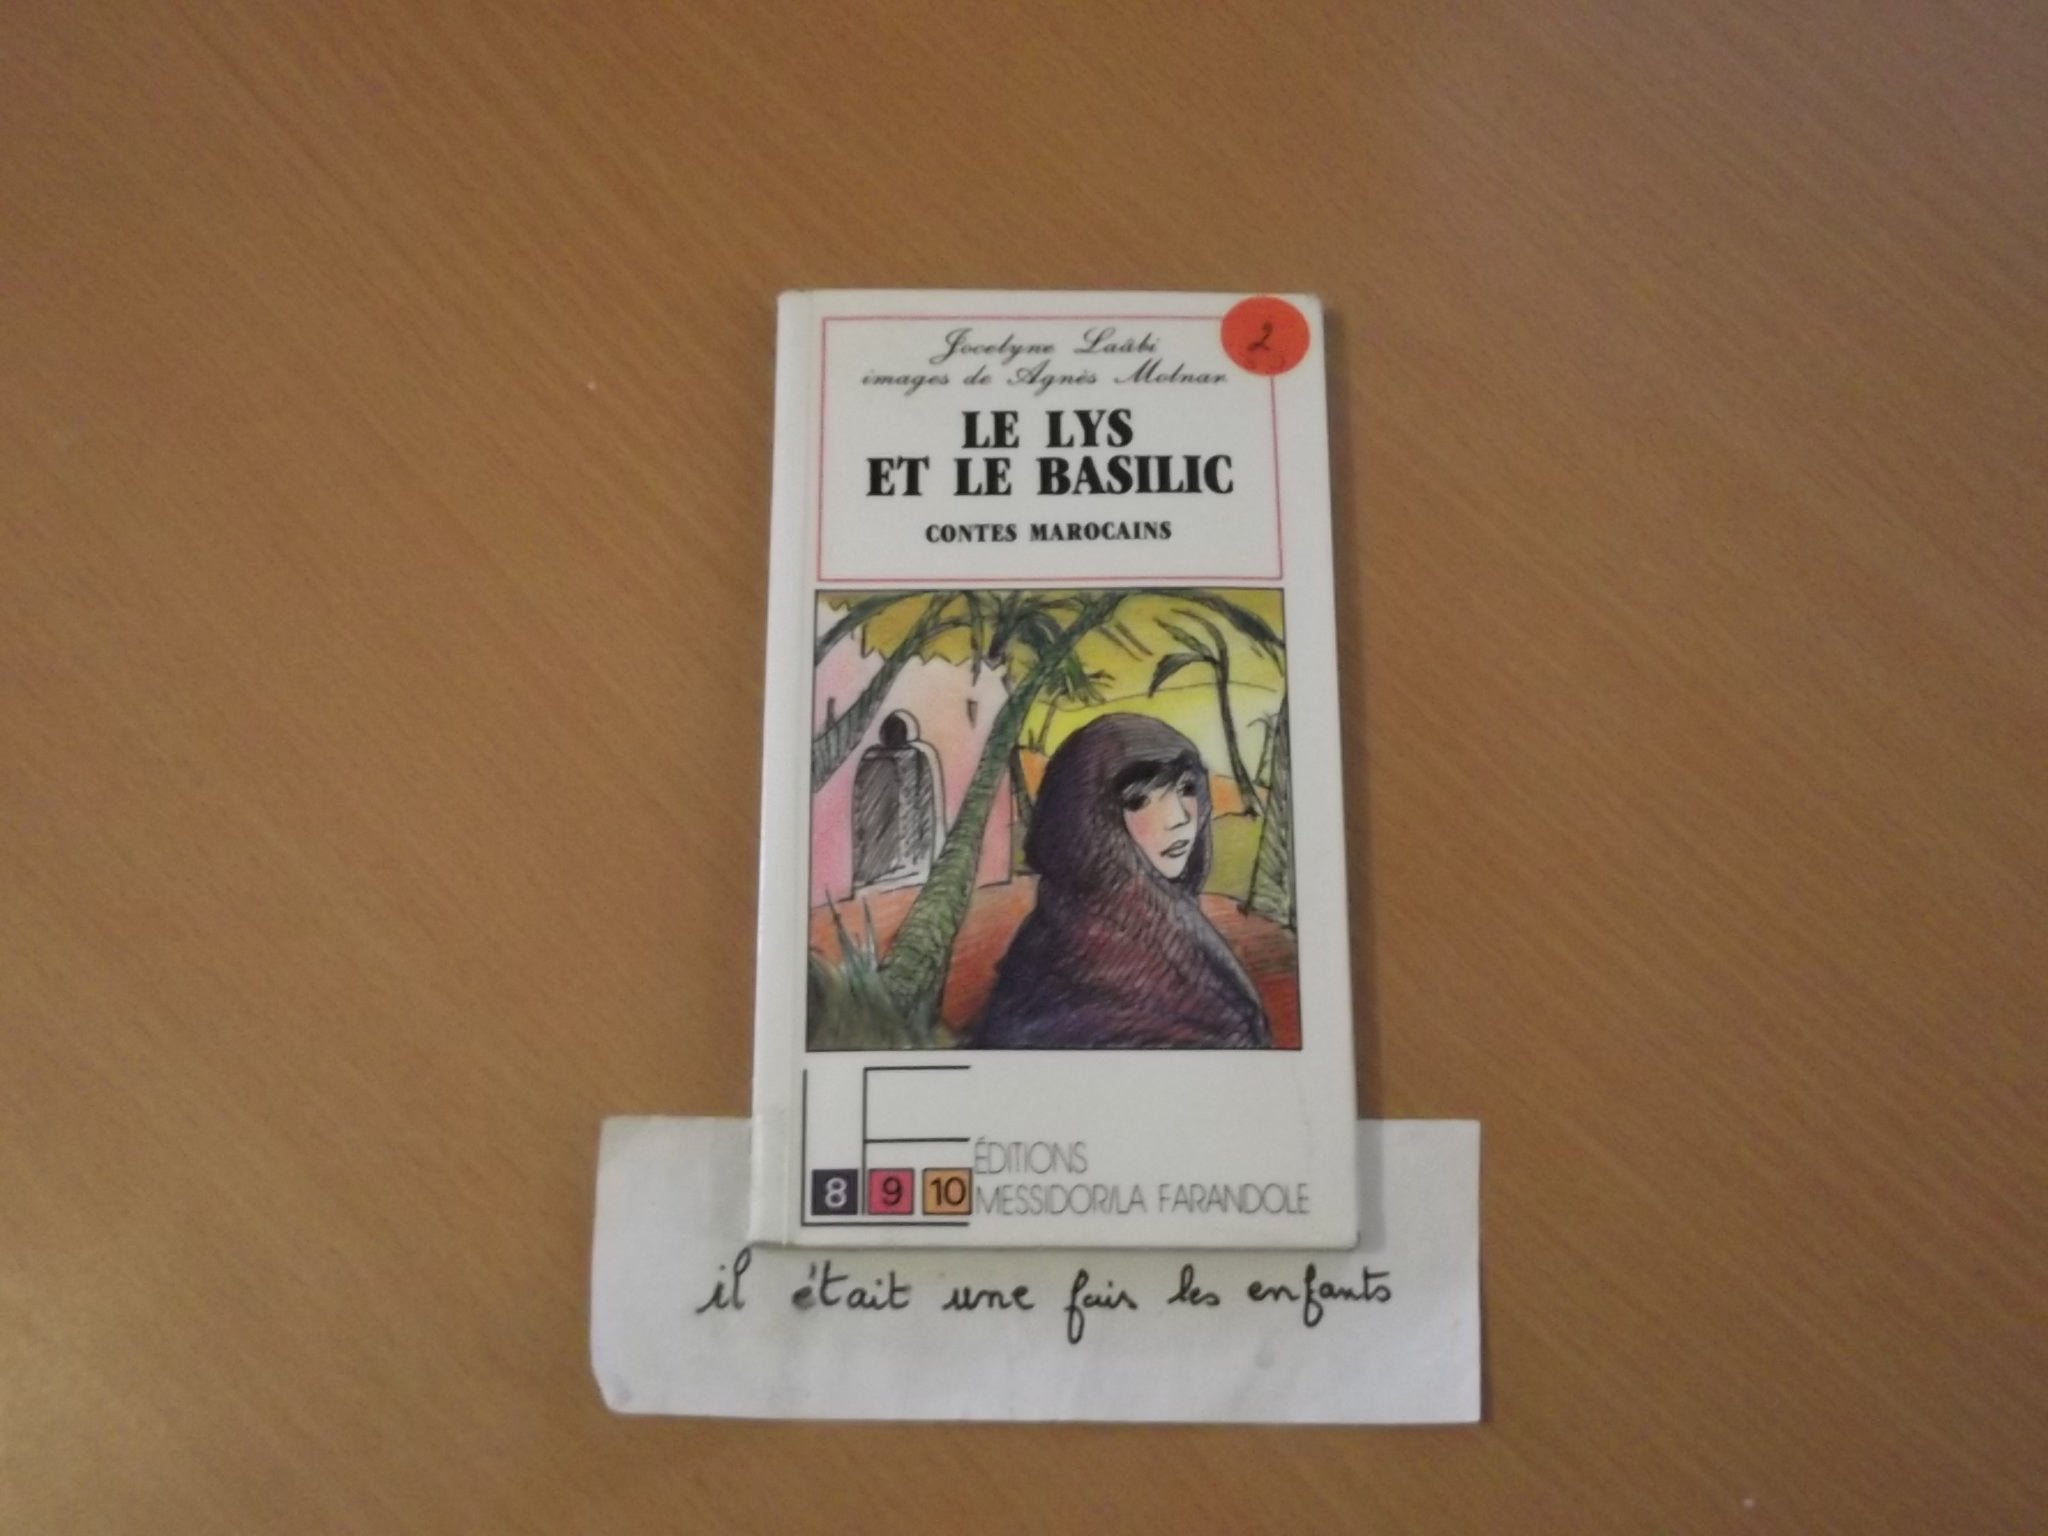 Jocelyne Laâbi
images de Agnès Molnar
2
LE LYS
ET LE BASILIC
CONTES MAROCAINS
ÉDITIONS
8 9 10 MESSIDOR/LA FARANDOLE
il était une fois les enfants